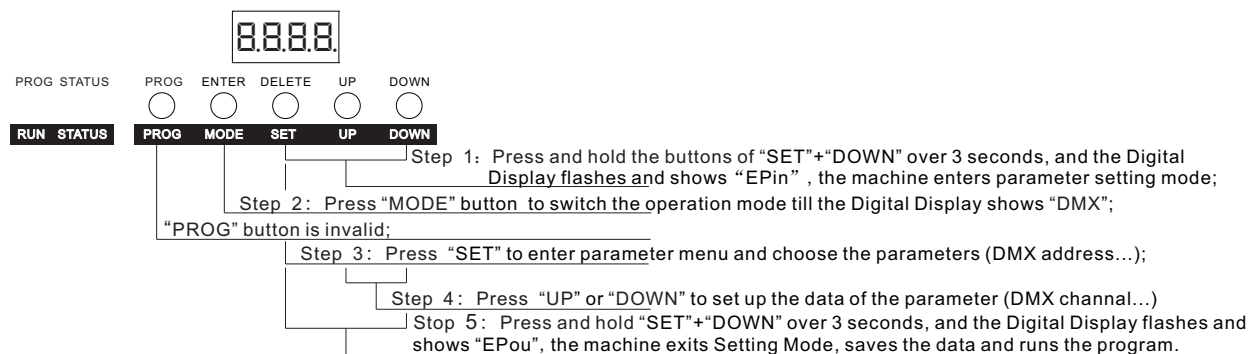 8.8.8.8.
PROG STATUS PROG ENTER DELETE UP DOWN
RUN STATUS PROG MODE SET UP DOWN
Step 1: Press and hold the buttons of “SET”+“DOWN” over 3 seconds, and the Digital
Display flashes and shows “EPin” , the machine enters parameter setting mode;
Step 2: Press “MODE” button to switch the operation mode till the Digital Display shows “DMX”;
“PROG” button is invalid;
Step 3: Press “SET” to enter parameter menu and choose the parameters (DMX address...);
Step 4: Press “UP” or “DOWN” to set up the data of the parameter (DMX channal...)
Stop 5: Press and hold “SET”+“DOWN” over 3 seconds, and the Digital Display flashes and
shows “EPou”, the machine exits Setting Mode, saves the data and runs the program.